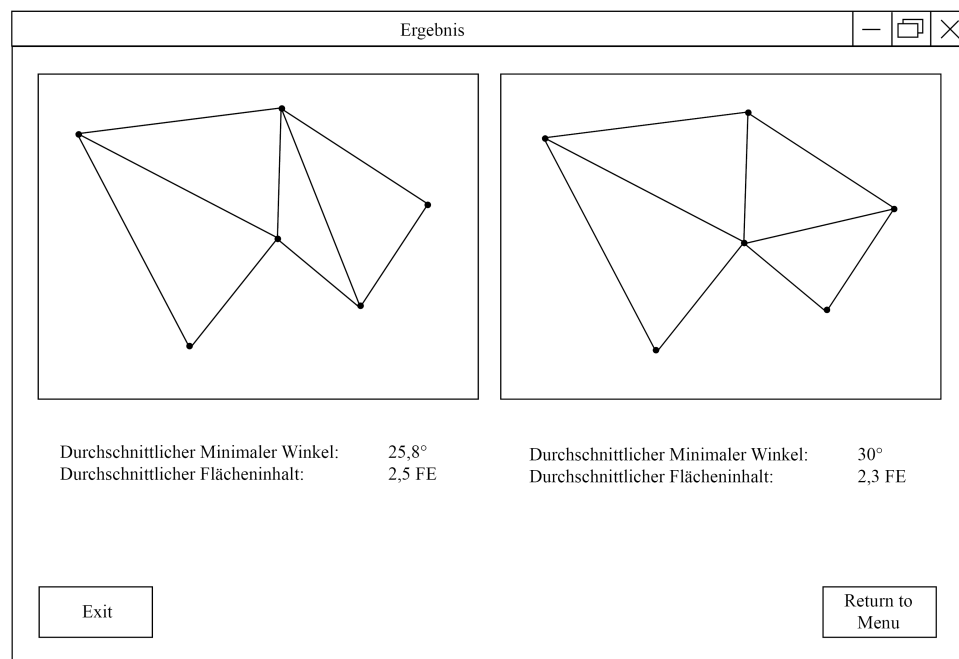 Ergebnis
Durchschnittlicher Minimaler Winkel: 25,8°
Durchschnittlicher Flächeninhalt: 2,5 FE
Durchschnittlicher Minimaler Winkel: 30°
Durchschnittlicher Flächeninhalt: 2,3 FE
Exit
Return to
Menu